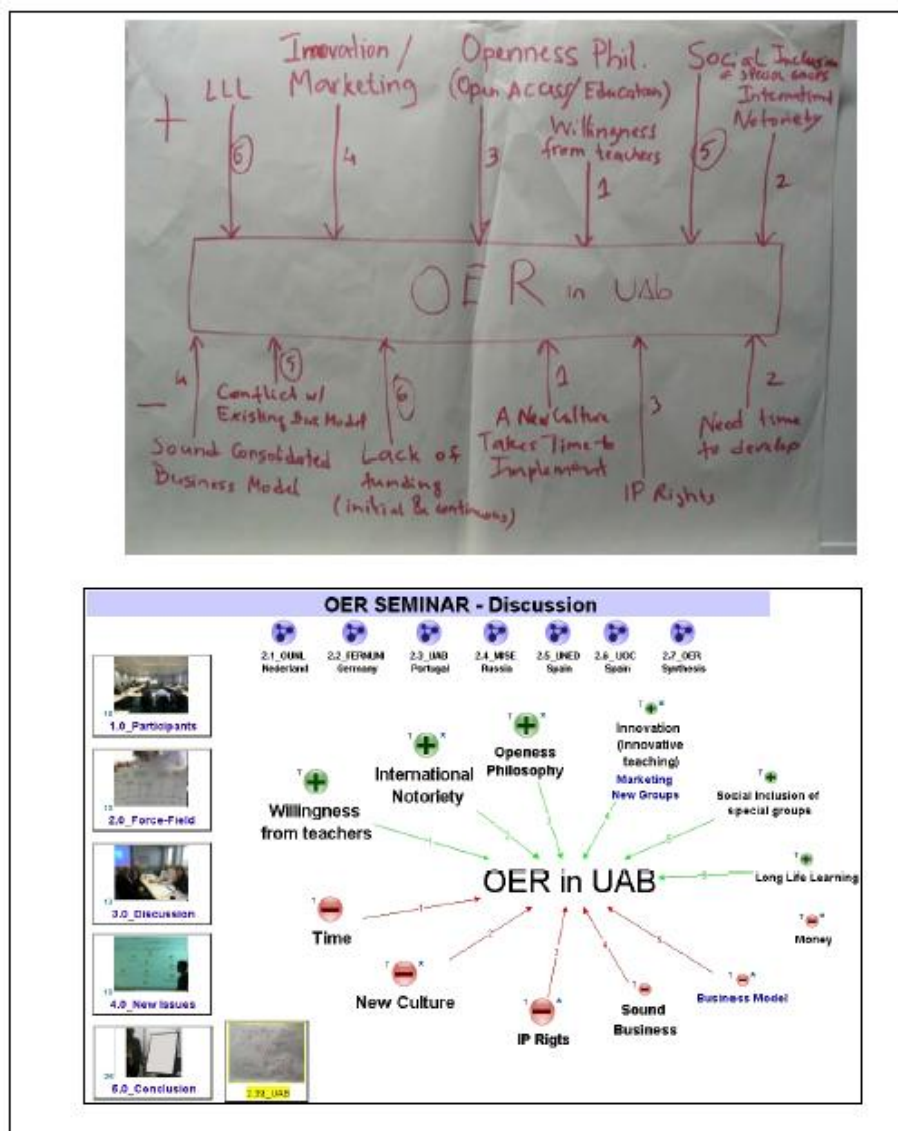 Inovation /
Marketing
LLL
+
Openness Phil.
(Open Access/Education)
Willingness
from teachers
Social Inclusion
of special groups
International
Notoriety
6
4
3
1
5
2
OER in UAb
4
5
6
1
3
2
-
Conflict w/
Existing Bus Model
Sound Consolidated
Business Model
Lack of
funding
(initial & continuous)
A New Culture
Takes Time to
Implement
IP Rights
Need time
to develop
OER SEMINAR - Discussion
2.1_OUNL
Nederland
2.2_FERNUNI
Germany
2.3_UAB
Portugal
2.4_MISE
Russia
2.5_UNED
Spain
2.6_UOC
Spain
2.7_OER
Synthesis
1.0_Participants
2.0_Force-Field
3.0_Discussion
4.0_New Issues
5.0_Conclusion
Willingness
from teachers
International
Notoriety
Openess
Philosophy
Innovation
(Innovative
teaching)
Marketing
New Groups
Social Inclusion of
special groups
Long Life Learning
OER in UAB
Time
New Culture
IP Rigts
Sound
Business
Business Model
Money